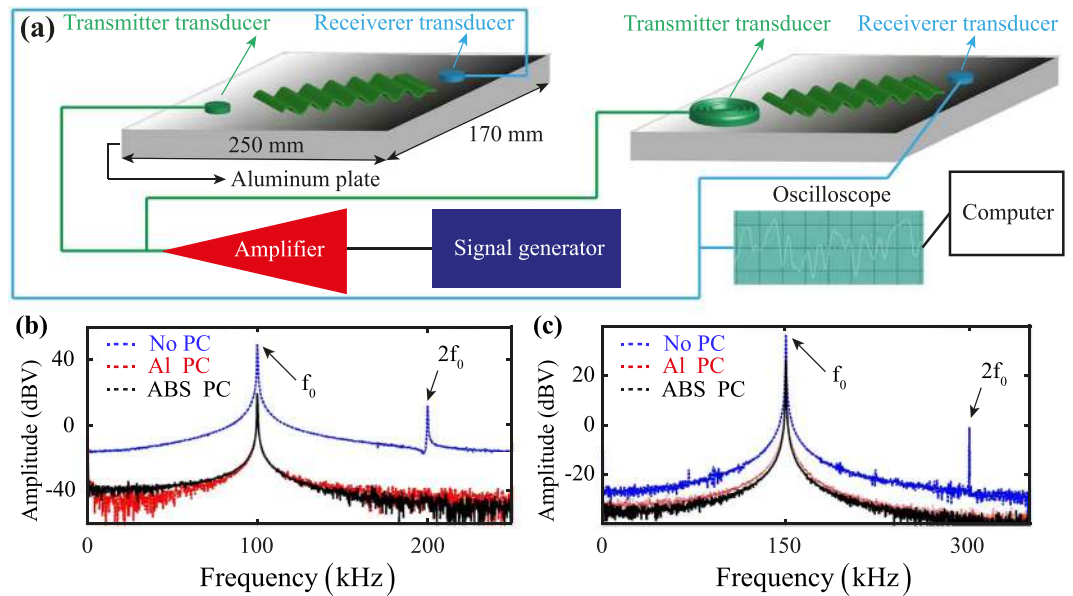 (a)
Transmitter transducer
Receiverer transducer
Transmitter transducer
Receiverer transducer
250 mm
170 mm
Aluminum plate
Amplifier
Signal generator
Oscilloscope
Computer
(b)
No PC
Al PC
ABS PC
f₀
2f₀
Amplitude (dBV)
40
0
-40
0
100
200
Frequency (kHz)
(c)
No PC
Al PC
ABS PC
f₀
2f₀
Amplitude (dBV)
20
-20
0
150
300
Frequency (kHz)